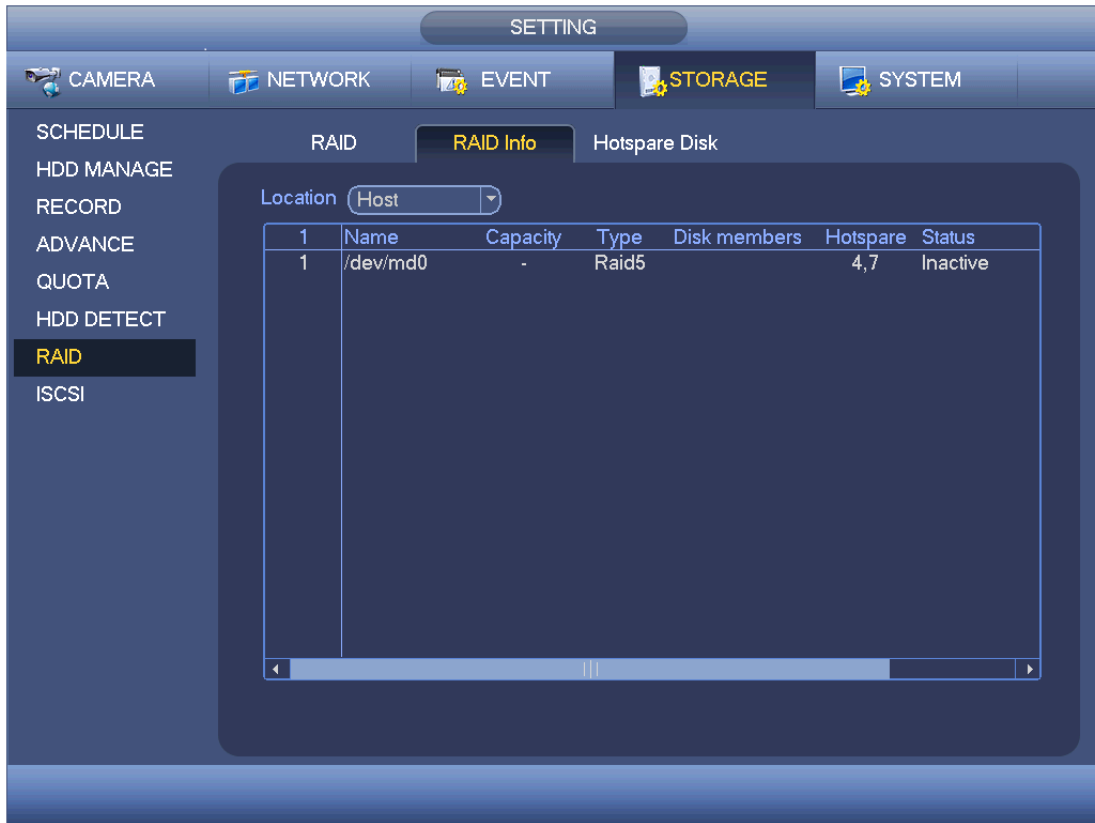 SETTING
CAMERA NETWORK EVENT STORAGE SYSTEM
SCHEDULE
HDD MANAGE
RECORD
ADVANCE
QUOTA
HDD DETECT
RAID
ISCSI
RAID RAID Info Hotspare Disk
Location Host
1 Name Capacity Type Disk members Hotspare Status
1 /dev/md0 - Raid5 4,7 Inactive